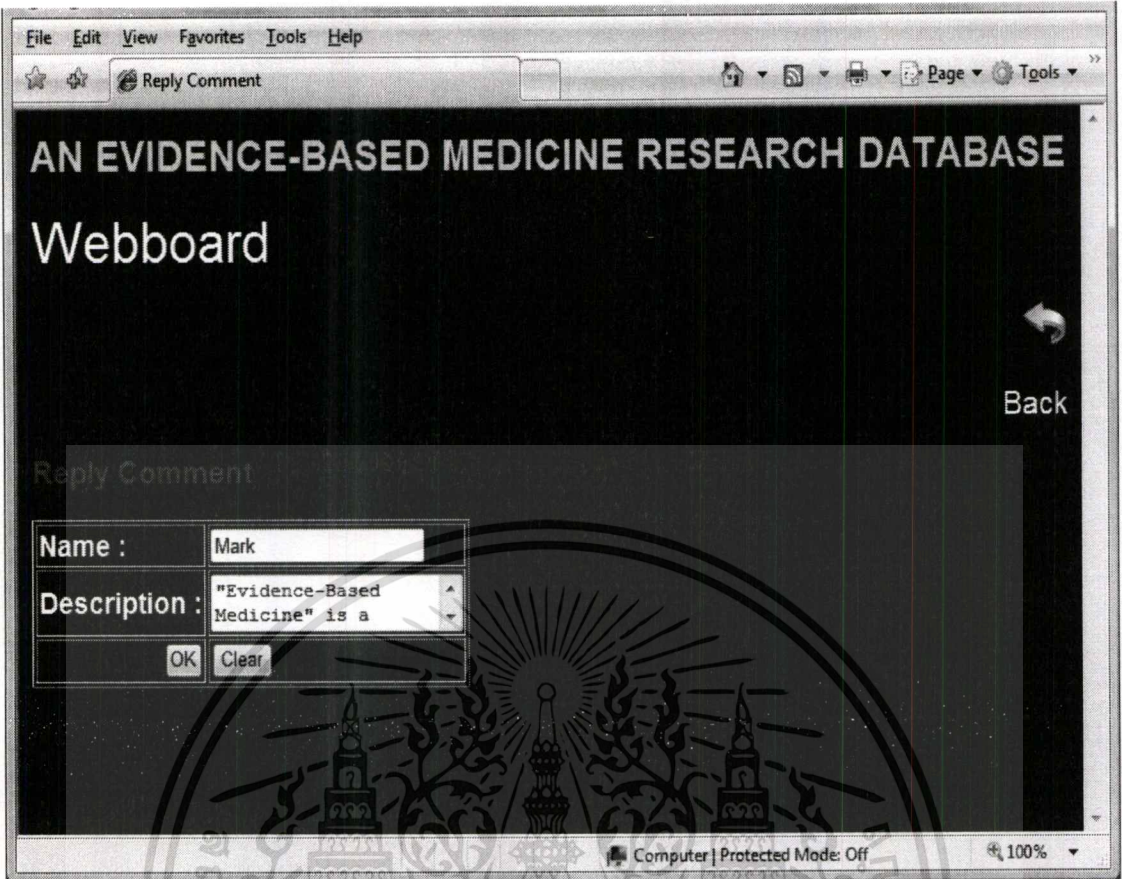 File Edit View Favorites Tools Help
Reply Comment Page Tools
AN EVIDENCE-BASED MEDICINE RESEARCH DATABASE
Webboard
Back
Reply Comment
Name : Mark
Description : "Evidence-Based
Medicine" is a
OK Clear
Computer | Protected Mode: Off 100%